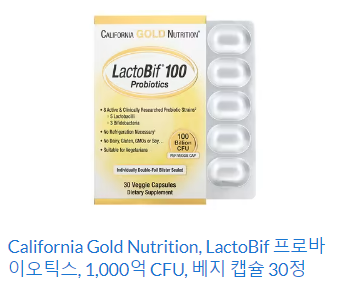 CALIFORNIA GOLD NUTRITION®
LactoBif® 100
Probiotics
• 8 Active & Clinically Researched Probiotic Strains†
- 5 Lactobacilli
- 3 Bifidobacteria
• No Refrigeration Necessary†
• No Dairy, Gluten, GMOs or Soy...
• Suitable for Vegetarians
100
Billion
CFU
PER VEGGIE CAP
Individually Double-Foil Blister Sealed
30 Veggie Capsules
Dietary Supplement
California Gold Nutrition, LactoBif 프로바
이오틱스, 1,000억 CFU, 베지 캡슐 30정